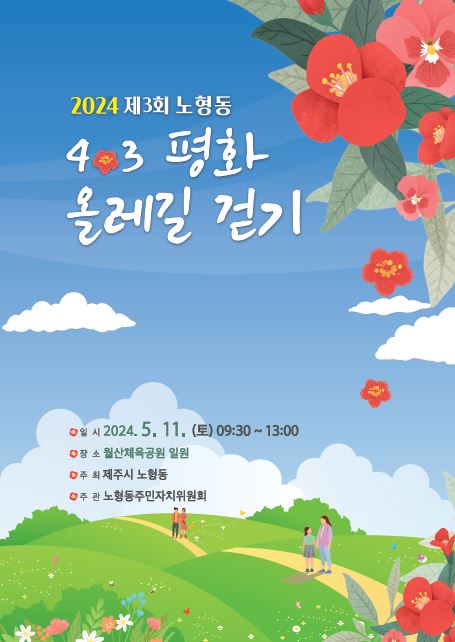 2024 제3회 노형동
4 3 평화
올레길 걷기
일 시 2024. 5. 11. (토) 09:30 ~ 13:00
장 소 월산체육공원 일원
주 최 제주시 노형동
주 관 노형동주민자치위원회